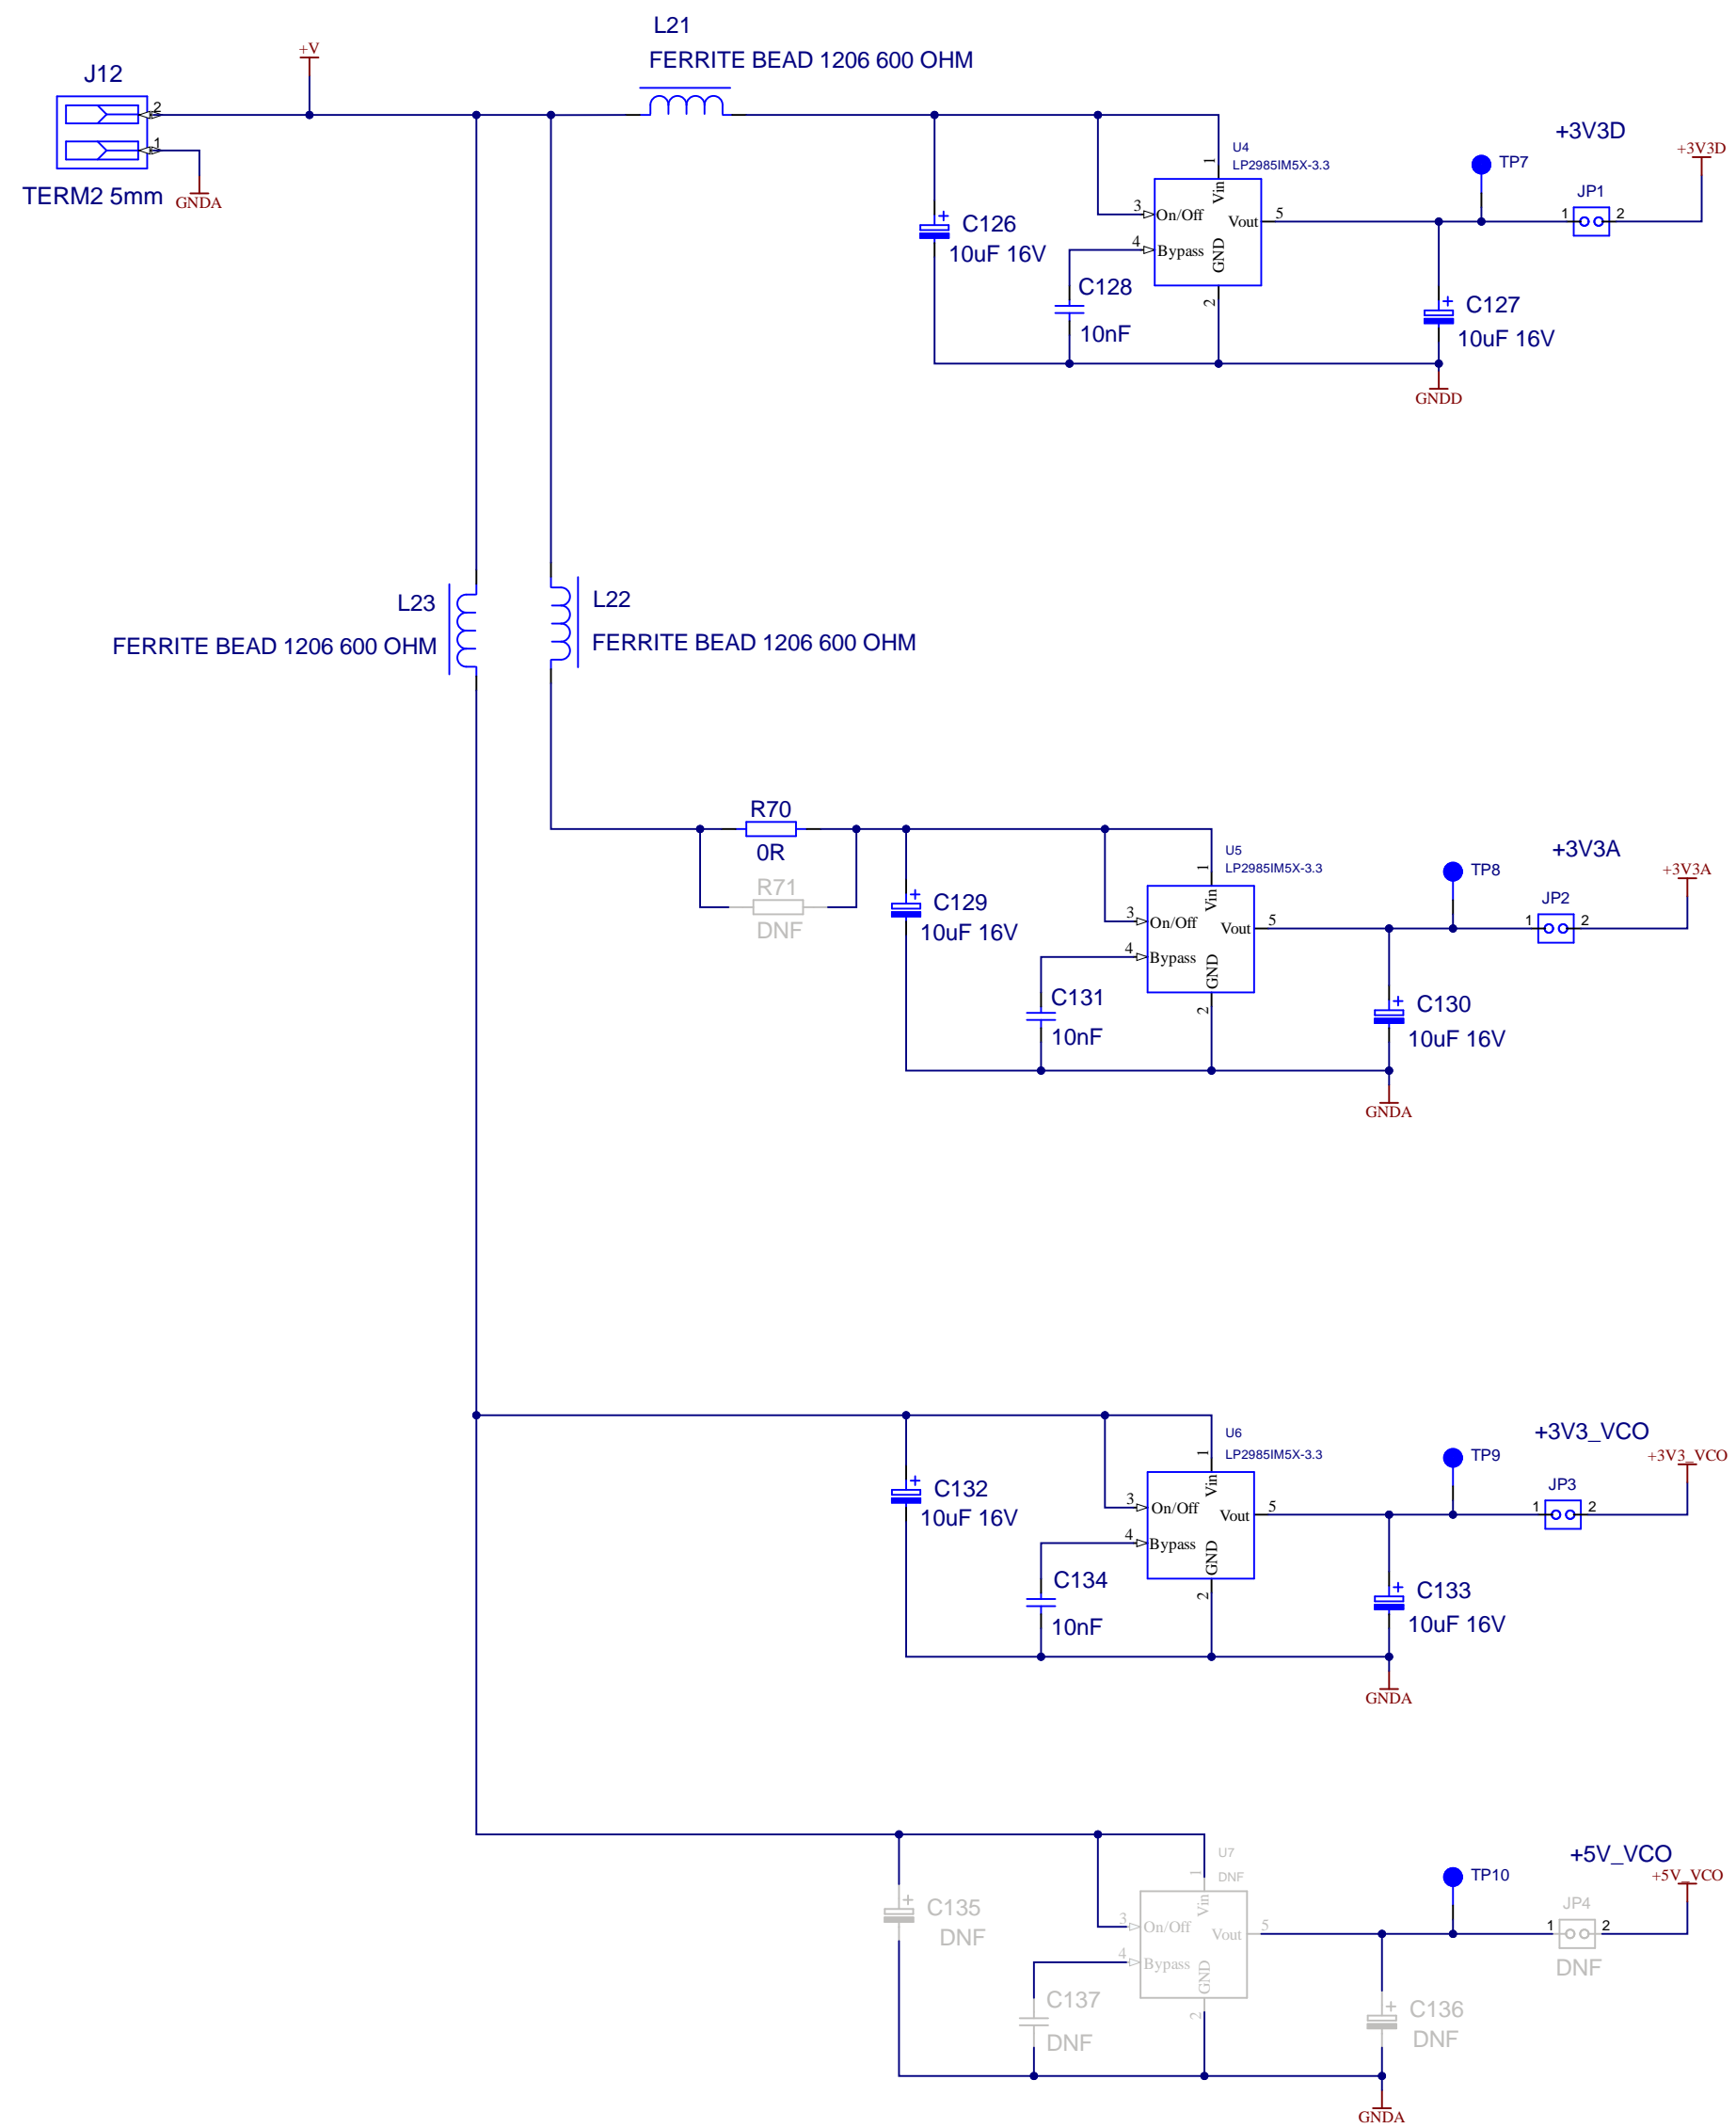 L21
FERRITE BEAD 1206 600 OHM
+V
J12
2
1
TERM2 5mm
GNDA
U4
LP2985IM5X-3.3
1
Vin
3
On/Off
4
Bypass
GND
2
Vout
5
C126
10uF 16V
C128
10nF
TP7
+3V3D
+3V3D
JP1
1
2
C127
10uF 16V
GNDD
L23
FERRITE BEAD 1206 600 OHM
L22
FERRITE BEAD 1206 600 OHM
R70
0R
R71
DNF
C129
10uF 16V
C131
10nF
U5
LP2985IM5X-3.3
1
Vin
3
On/Off
4
Bypass
GND
2
Vout
5
TP8
+3V3A
+3V3A
JP2
1
2
C130
10uF 16V
GNDA
C132
10uF 16V
C134
10nF
U6
LP2985IM5X-3.3
1
Vin
3
On/Off
4
Bypass
GND
2
Vout
5
TP9
+3V3_VCO
+3V3_VCO
JP3
1
2
C133
10uF 16V
GNDA
C135
DNF
C137
DNF
U7
DNF
1
Vin
3
On/Off
4
Bypass
GND
2
Vout
5
TP10
+5V_VCO
+5V_VCO
JP4
1
2
DNF
C136
DNF
GNDA